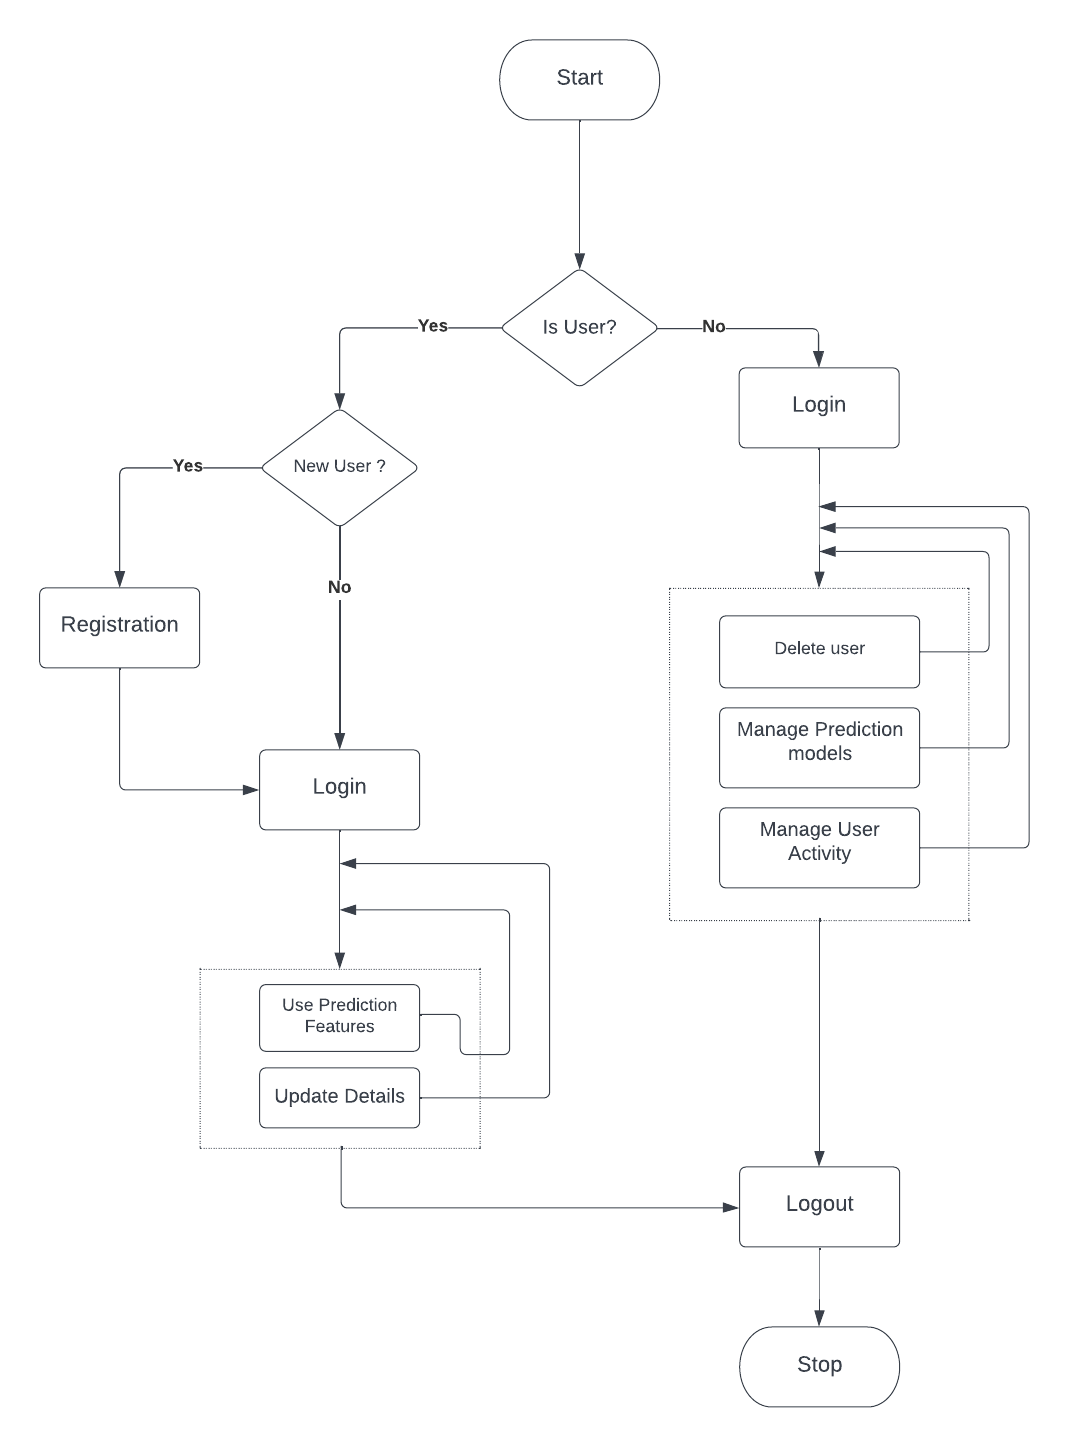 Start
Is User?
Yes
No
Login
New User ?
Yes
No
Registration
Delete user
Manage Prediction
models
Manage User
Activity
Login
Use Prediction
Features
Update Details
Logout
Stop